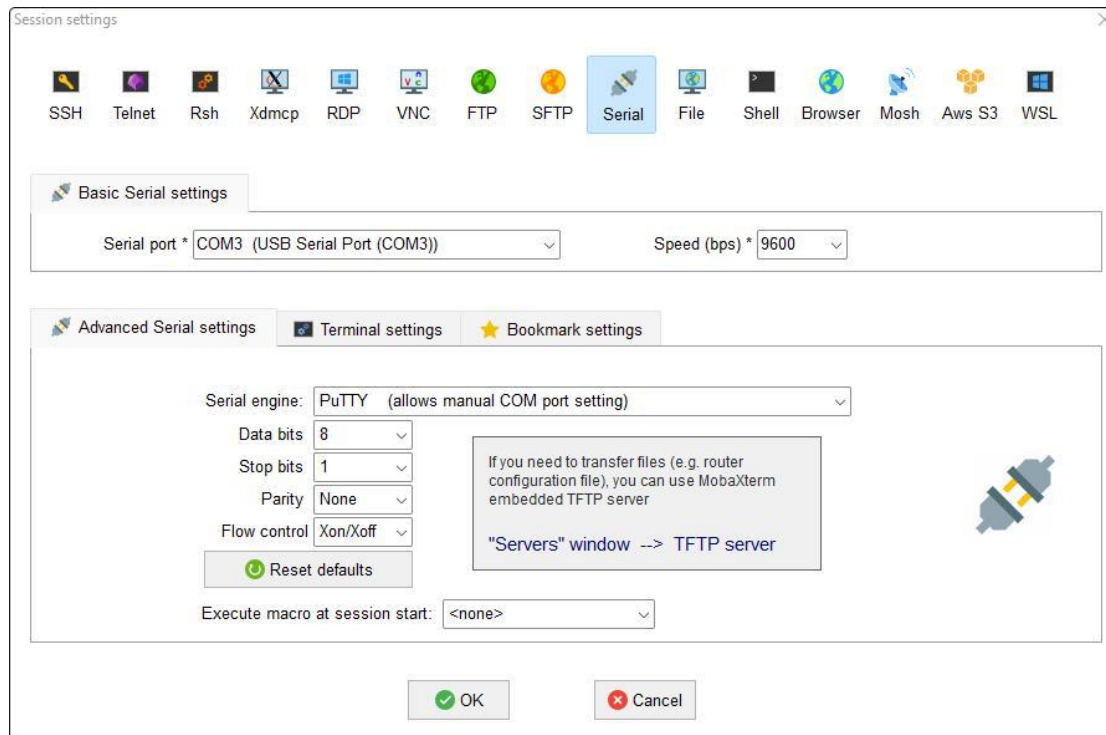 Session settings
SSH Telnet Rsh Xdmcp RDP VNC FTP SFTP Serial File Shell Browser Mosh Aws S3 WSL
Basic Serial settings
Serial port * COM3 (USB Serial Port (COM3)) Speed (bps) * 9600
Advanced Serial settings Terminal settings Bookmark settings
Serial engine: PuTTY (allows manual COM port setting)
Data bits 8
Stop bits 1
Parity None
Flow control Xon/Xoff
If you need to transfer files (e.g. router
configuration file), you can use MobaXterm
embedded TFTP server
"Servers" window --> TFTP server
Reset defaults
Execute macro at session start: <none>
OK Cancel